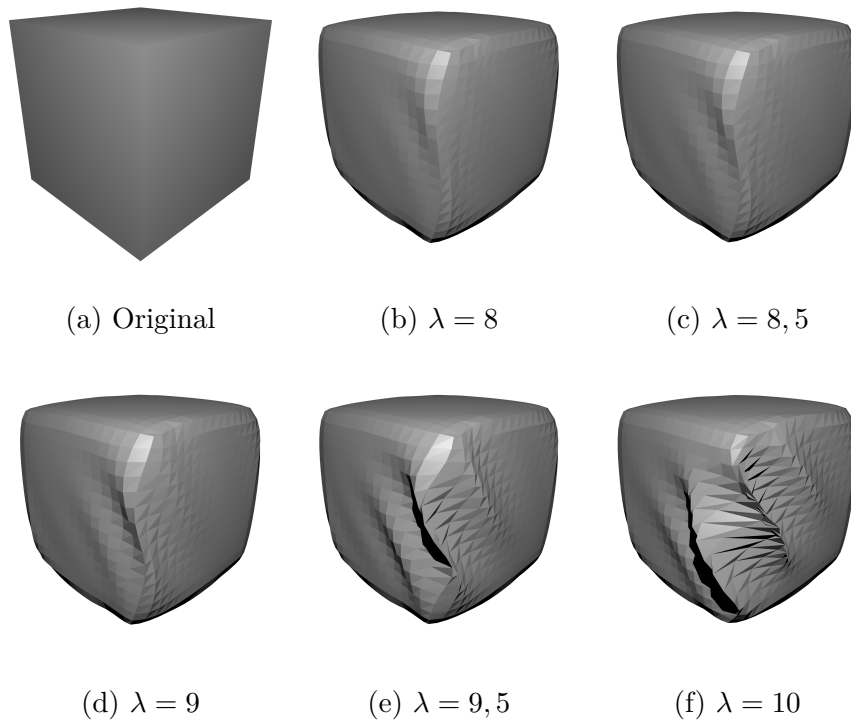 (a) Original
(b) λ = 8
(c) λ = 8, 5
(d) λ = 9
(e) λ = 9, 5
(f) λ = 10